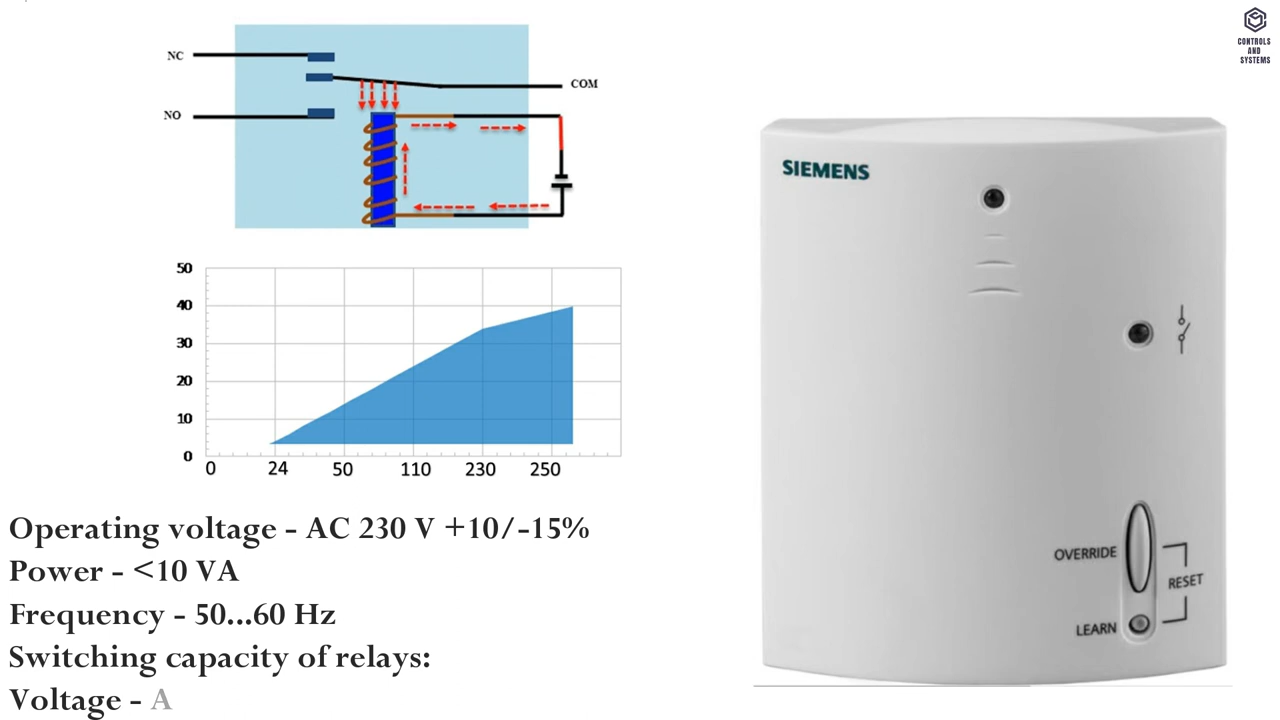 NC
COM
NO
50
40
30
20
10
0
0 24 50 110 230 250
Operating voltage - AC 230 V +10/-15%
Power - <10 VA
Frequency - 50...60 Hz
Switching capacity of relays:
Voltage - A
CONTROLS
AND
SYSTEMS
SIEMENS
OVERRIDE
RESET
LEARN